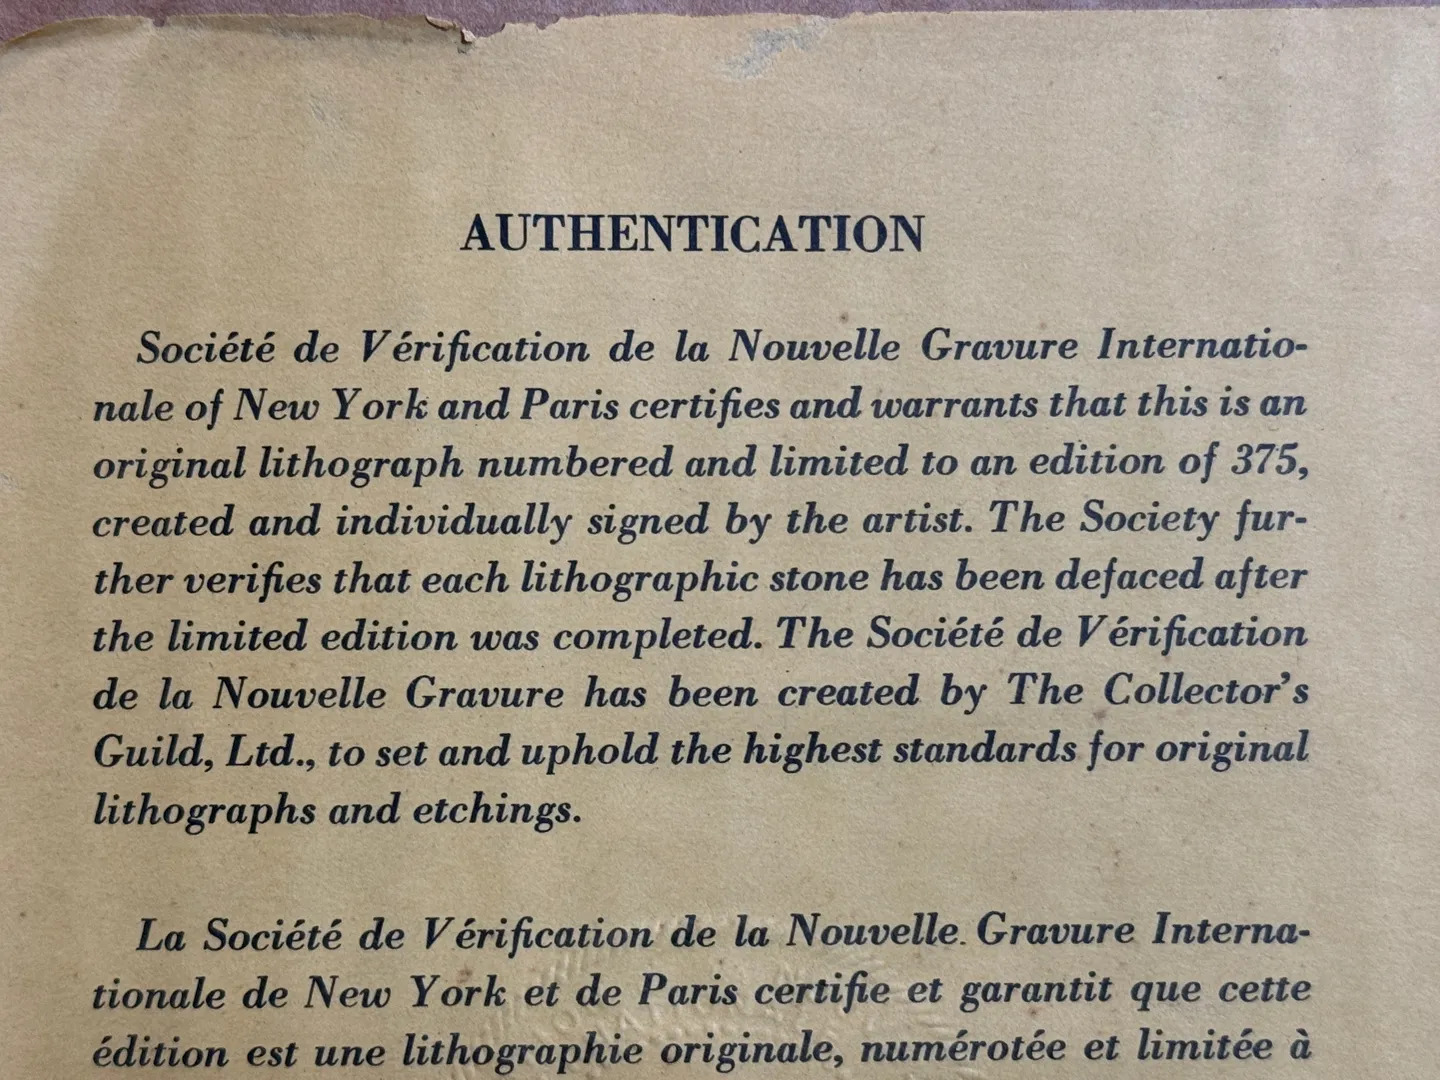 AUTHENTICATION
Société de Vérification de la Nouvelle Gravure Internatio-
nale of New York and Paris certifies and warrants that this is an
original lithograph numbered and limited to an edition of 375,
created and individually signed by the artist. The Society fur-
ther verifies that each lithographic stone has been defaced after
the limited edition was completed. The Société de Vérification
de la Nouvelle Gravure has been created by The Collector's
Guild, Ltd., to set and uphold the highest standards for original
lithographs and etchings.
La Société de Vérification de la Nouvelle Gravure Interna-
tionale de New York et de Paris certifie et garantit que cette
édition est une lithographie originale, numérotée et limitée à